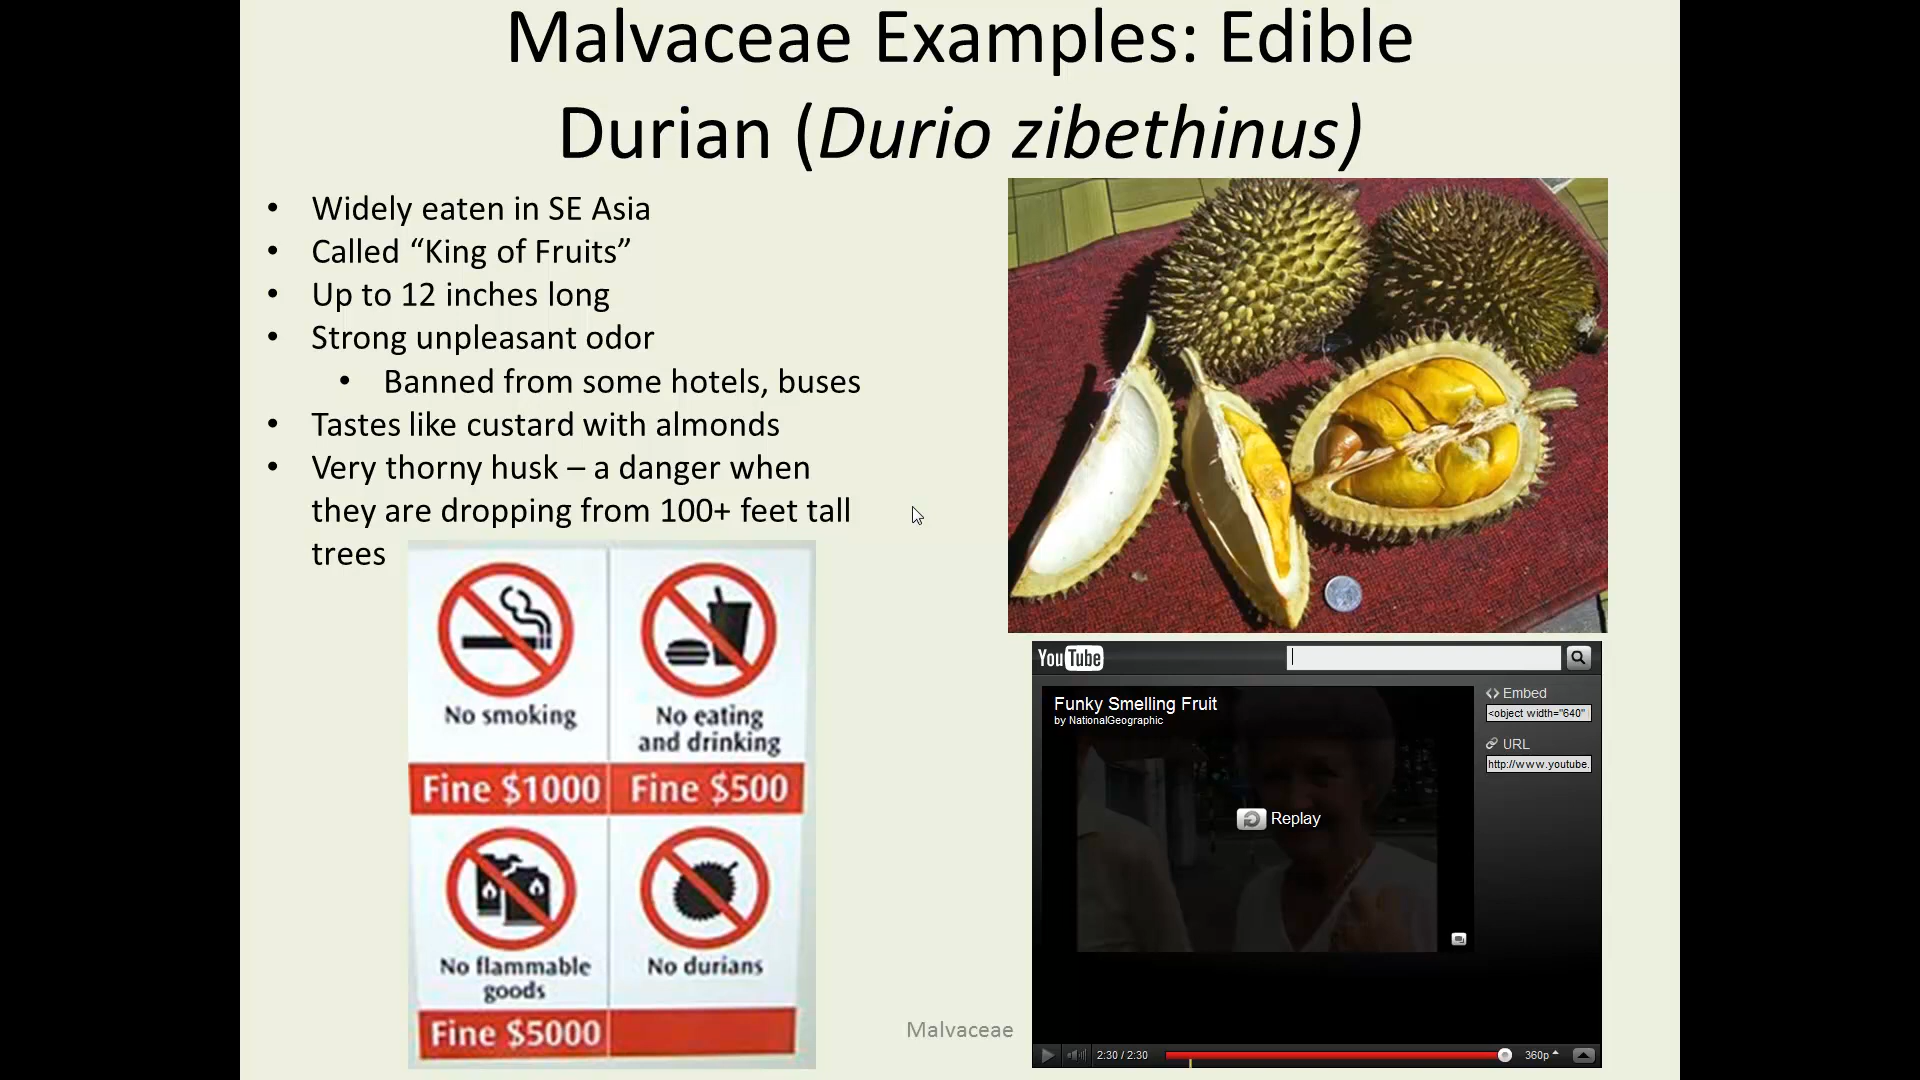 Malvaceae Examples: Edible
Durian (Durio zibethinus)
• Widely eaten in SE Asia
• Called “King of Fruits”
• Up to 12 inches long
• Strong unpleasant odor
• Banned from some hotels, buses
• Tastes like custard with almonds
• Very thorny husk – a danger when
they are dropping from 100+ feet tall
trees
No smoking
No eating
and drinking
Fine $1000
Fine $500
No flammable
goods
No durians
Fine $5000
Malvaceae
YouTube
Funky Smelling Fruit
by NationalGeographic
Embed
<object width="640"
URL
http://www.youtube.
Replay
2:30 / 2:30
360p